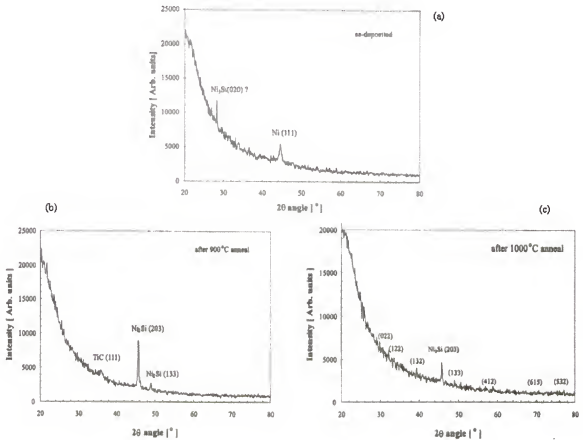 (a)
25000
as-deposited
20000
15000
Ni₂Si(020) ?
10000
Ni (111)
5000
0
20 30 40 50 60 70 80
Intensity [ Arb. units]
2θ angle [ ° ]
(b)
25000
after 900°C anneal
20000
15000
10000
Ni₂Si (203)
TiC (111)
Ni₂Si (133)
5000
0
20 30 40 50 60 70 80
Intensity [ Arb. units ]
2θ angle [ ° ]
(c)
20000
after 1000°C anneal
15000
10000
(022)
(122)
(132)
Ni₂Si (203)
(133)
(412)
(615)
(532)
5000
0
20 30 40 50 60 70 80
Intensity [ Arb. units ]
2θ angle [ ° ]